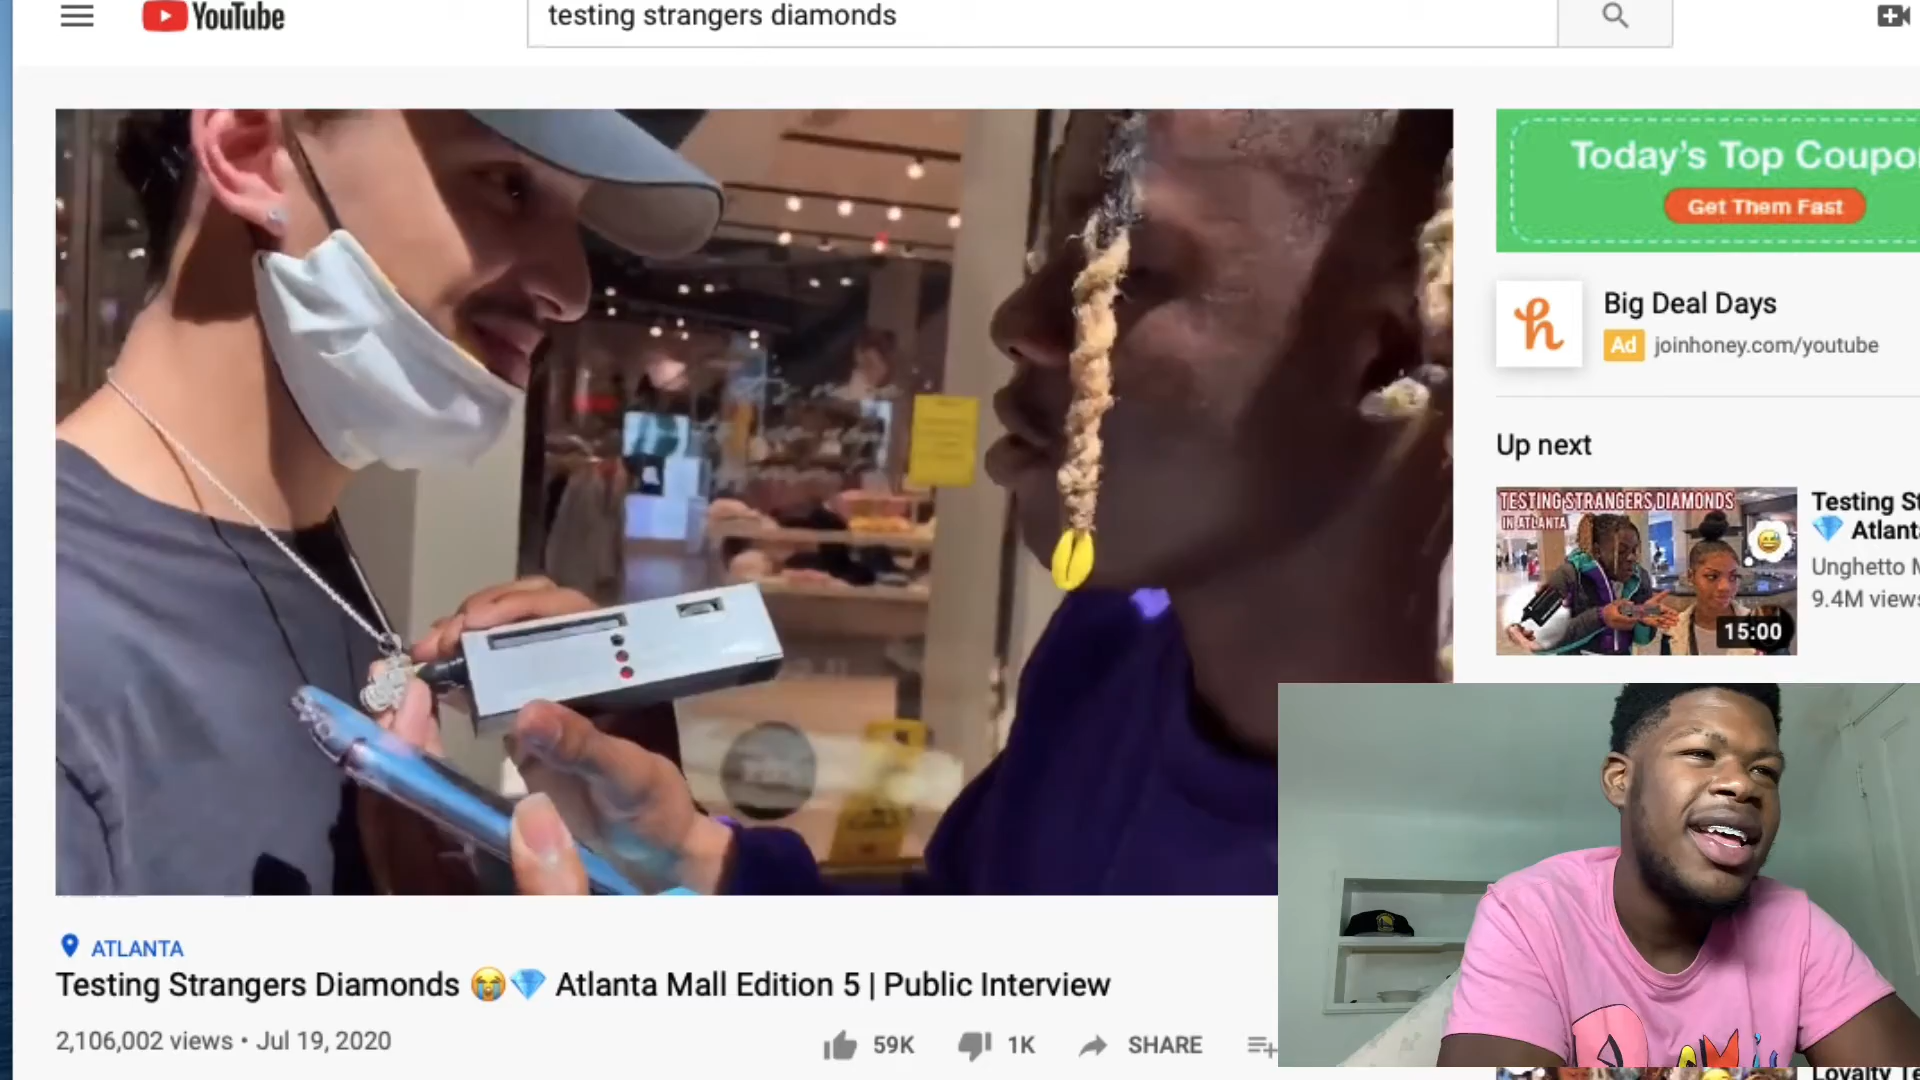 YouTube
testing strangers diamonds
Today's Top Coupo
Get Them Fast
Big Deal Days
Ad joinhoney.com/youtube
Up next
TESTING STRANGERS DIAMONDS
IN ATLANTA
15:00
Testing St
💎 Atlant
Unghetto M
9.4M views
ATLANTA
Testing Strangers Diamonds 😭💎 Atlanta Mall Edition 5 | Public Interview
2,106,002 views • Jul 19, 2020
59K
1K
SHARE
Loyalty Te